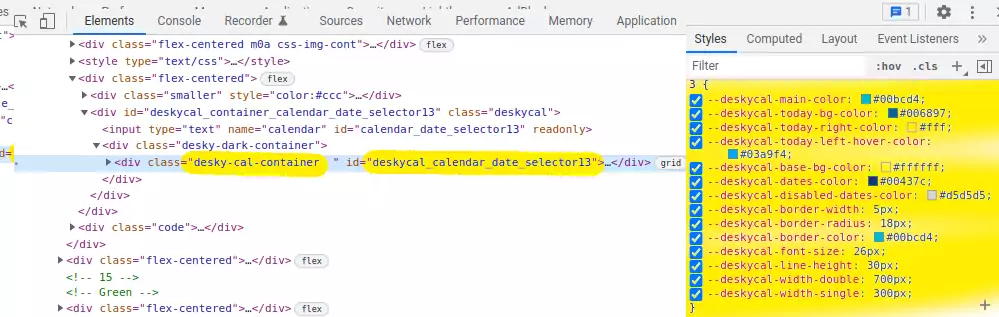 1
Elements Console Recorder Sources Network Performance Memory Application
<div class="flex-centered m0a css-img-cont">…</div> flex
<style type="text/css">…</style>
<div class="flex-centered"> flex
<div class="smaller" style="color:#ccc">…</div>
<div id="deskycal_container_calendar_date_selector13" class="deskycal">
<input type="text" name="calendar" id="calendar_date_selector13" readonly>
<div class="desky-dark-container">
<div class="desky-cal-container " id="deskycal_calendar_date_selector13">…</div> grid
</div>
</div>
</div>
<div class="flex-centered"> <code>…</code>
</div>
<div class="flex-centered">…</div> flex
<!-- 15 -->
<!-- Green -->
<div class="flex-centered">…</div> flex
Styles Computed Layout Event Listeners »
Filter :hov .cls +
3 {
--deskycal-main-color: #00bcd4;
--deskycal-today-bg-color: #006897;
--deskycal-today-right-color: #fff;
--deskycal-today-left-hover-color:
#03a9f4;
--deskycal-base-bg-color: #ffffff;
--deskycal-dates-color: #00437c;
--deskycal-disabled-dates-color: #d5d5d5;
--deskycal-border-width: 5px;
--deskycal-border-radius: 18px;
--deskycal-border-color: #00bcd4;
--deskycal-font-size: 26px;
--deskycal-line-height: 30px;
--deskycal-width-double: 700px;
--deskycal-width-single: 300px;
}